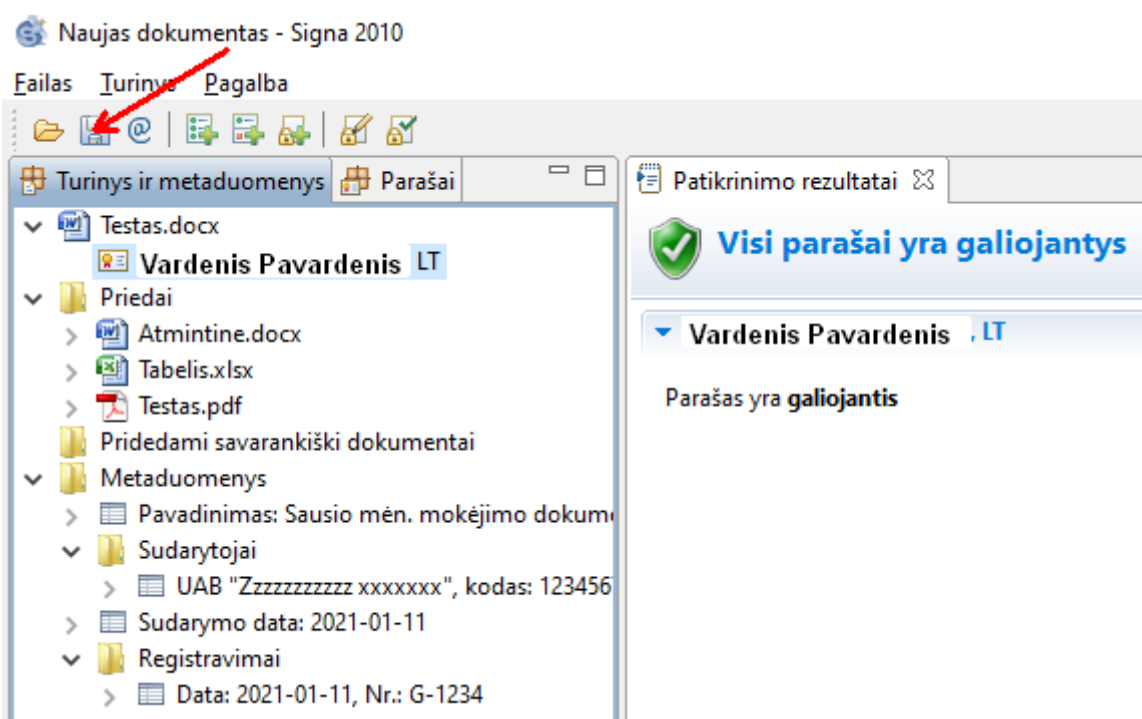 Naujas dokumentas - Signa 2010
Failas Turinys Pagalba
@
Turinys ir metaduomenys Parašai
Testas.docx
Vardenis Pavardenis LT
Priedai
Atmintine.docx
Tabelis.xlsx
Testas.pdf
Pridedami savarankiški dokumentai
Metaduomenys
Pavadinimas: Sausio mėn. mokėjimo dokum
Sudarytojai
UAB "Zzzzzzzzzzz xxxxxxx", kodas: 123456
Sudarymo data: 2021-01-11
Registravimai
Data: 2021-01-11, Nr.: G-1234
Patikrinimo rezultatai
Visi parašai yra galiojantys
Vardenis Pavardenis , LT
Parašas yra galiojantis